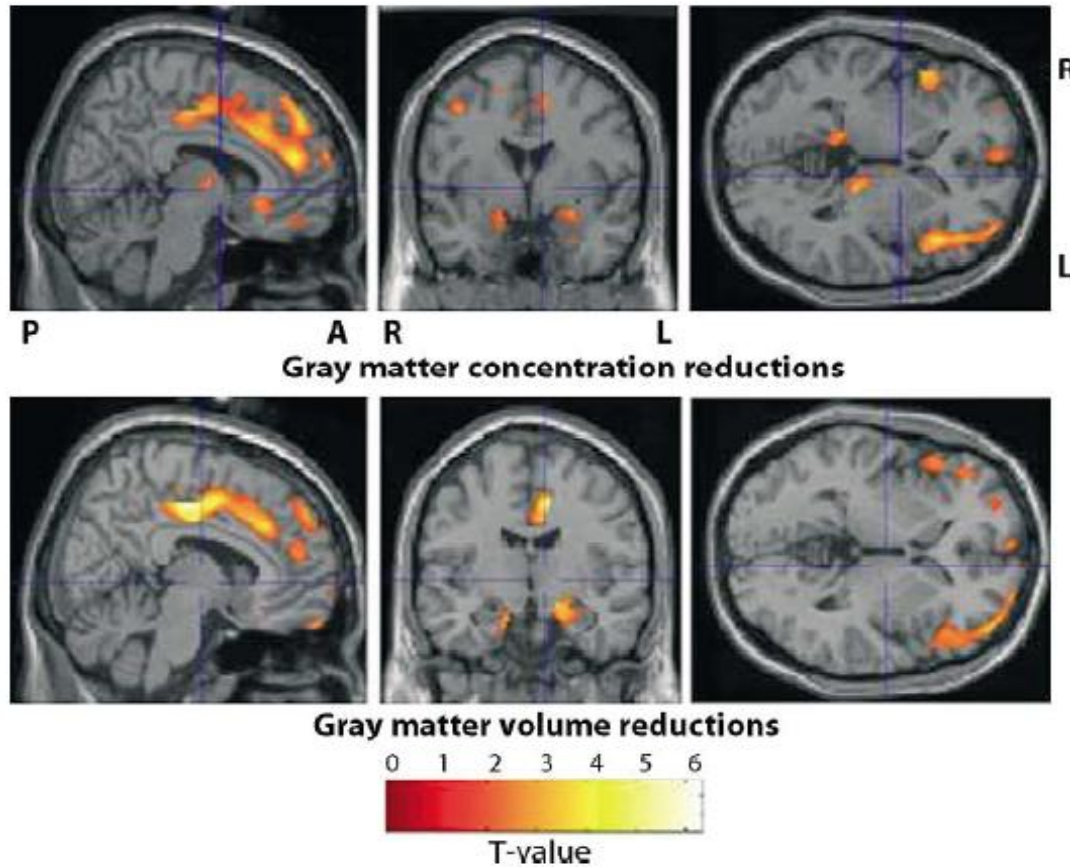 R
L
P A R L
Gray matter concentration reductions
Gray matter volume reductions
0 1 2 3 4 5 6
T-value